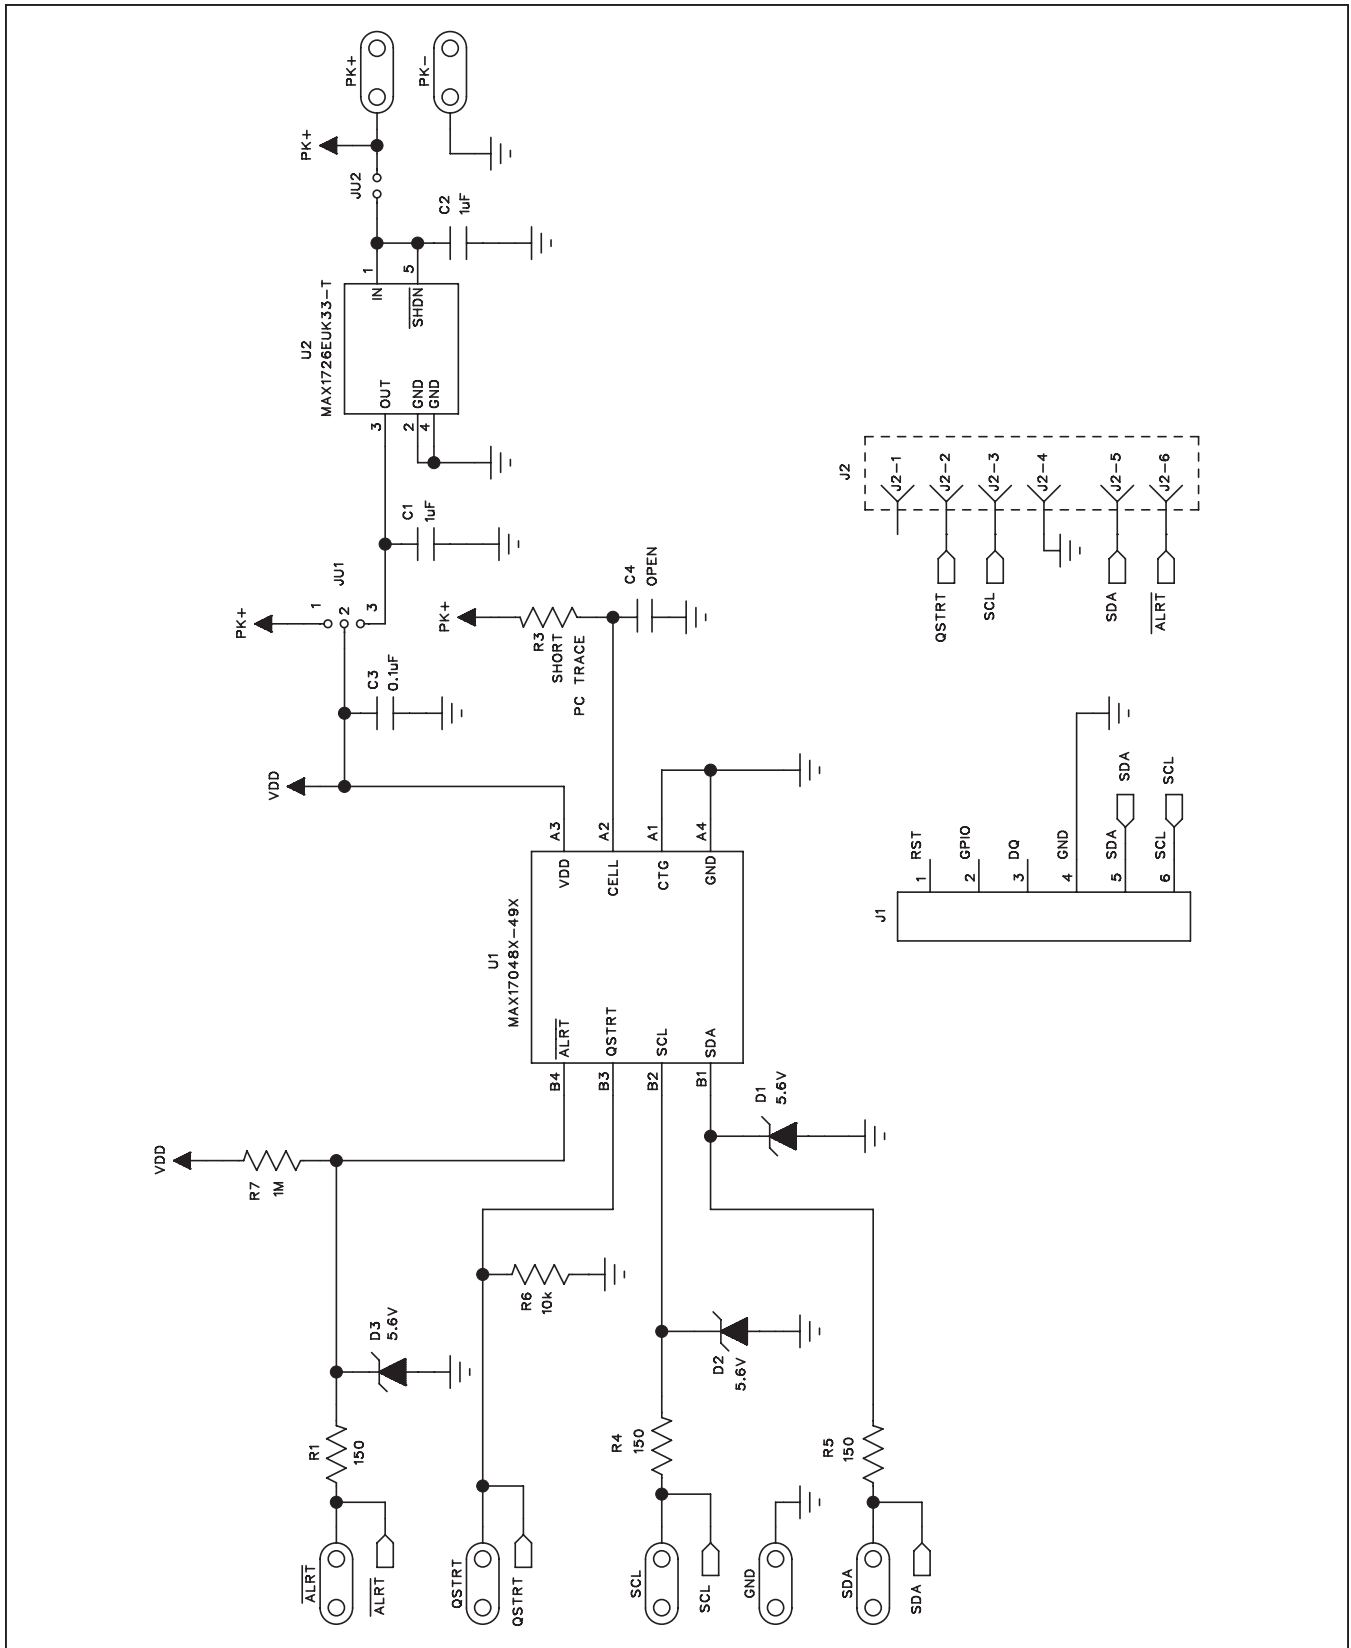 PK+
PK-
PK+
JU2
C2
1uF
1
5
IN
SHDN
U2
MAX1726EUK33-T
OUT
GND
GND
3
2
4
C1
1uF
JU1
PK+
1
2
3
C3
0.1uF
VDD
PK+
R3
SHORT
PC TRACE
C4
OPEN
J2
J2-1
J2-2
J2-3
J2-4
J2-5
J2-6
QSTRT
SCL
SDA
ALRT
A3
A2
A1
A4
VDD
CELL
CTG
GND
U1
MAX17048X-49X
ALRT
QSTRT
SCL
SDA
B4
B3
B2
B1
J1
1
RST
2
GPIO
3
DQ
4
GND
5
SDA
SDA
6
SCL
SCL
D1
5.6V
VDD
R7
1M
R6
10k
D3
5.6V
D2
5.6V
R1
150
R4
150
R5
150
ALRT
ALRT
QSTRT
QSTRT
SCL
SCL
GND
SDA
SDA